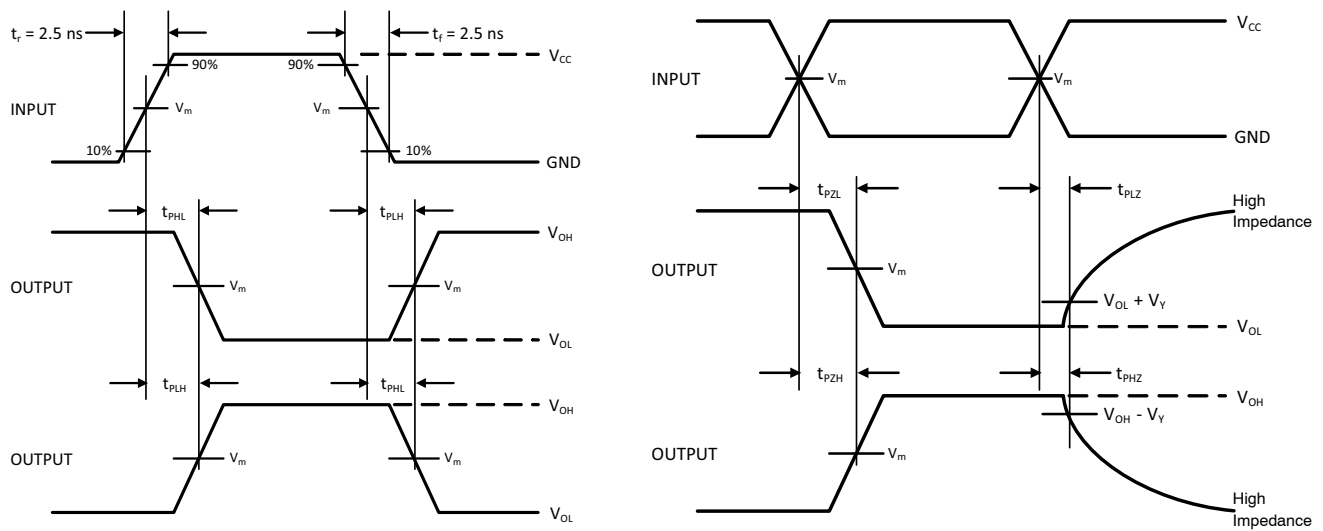 t_r = 2.5 ns
t_f = 2.5 ns
V_CC
90%
90%
INPUT
V_m
V_m
10%
10%
GND
t_PHL
t_PLH
V_OH
OUTPUT
V_m
V_m
V_OL
t_PLH
t_PHL
V_OH
OUTPUT
V_m
V_m
V_OL
V_CC
INPUT
V_m
V_m
GND
t_PZL
t_PLZ
High
Impedance
OUTPUT
V_m
V_OL + V_Y
V_OL
t_PZH
t_PHZ
V_OH
V_OH - V_Y
OUTPUT
V_m
High
Impedance